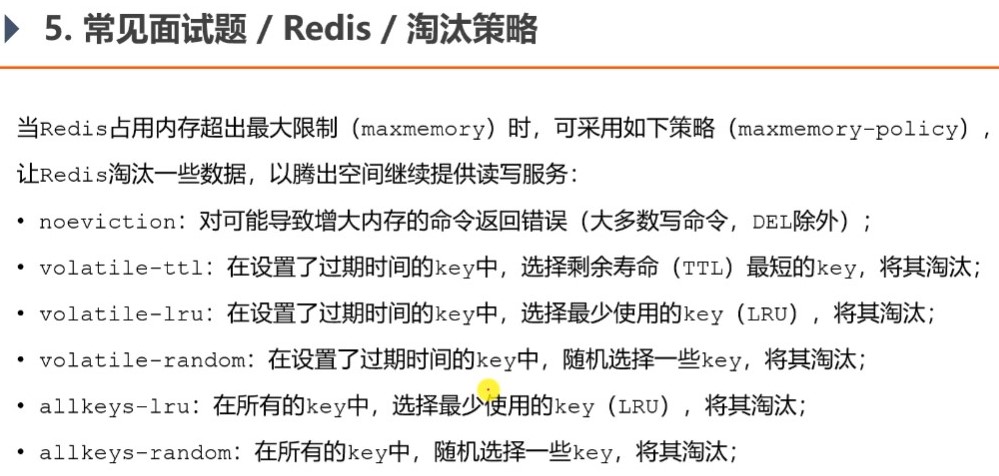 5. 常见面试题 / Redis / 淘汰策略
当Redis占用内存超出最大限制（maxmemory）时，可采用如下策略（maxmemory-policy），
让Redis淘汰一些数据，以腾出空间继续提供读写服务：
• noeviction：对可能导致增大内存的命令返回错误（大多数写命令，DEL除外）；
• volatile-ttl：在设置了过期时间的key中，选择剩余寿命（TTL）最短的key，将其淘汰；
• volatile-lru：在设置了过期时间的key中，选择最少使用的key（LRU），将其淘汰；
• volatile-random：在设置了过期时间的key中，随机选择一些key，将其淘汰；
• allkeys-lru：在所有的key中，选择最少使用的key（LRU），将其淘汰；
• allkeys-random：在所有的key中，随机选择一些key，将其淘汰；